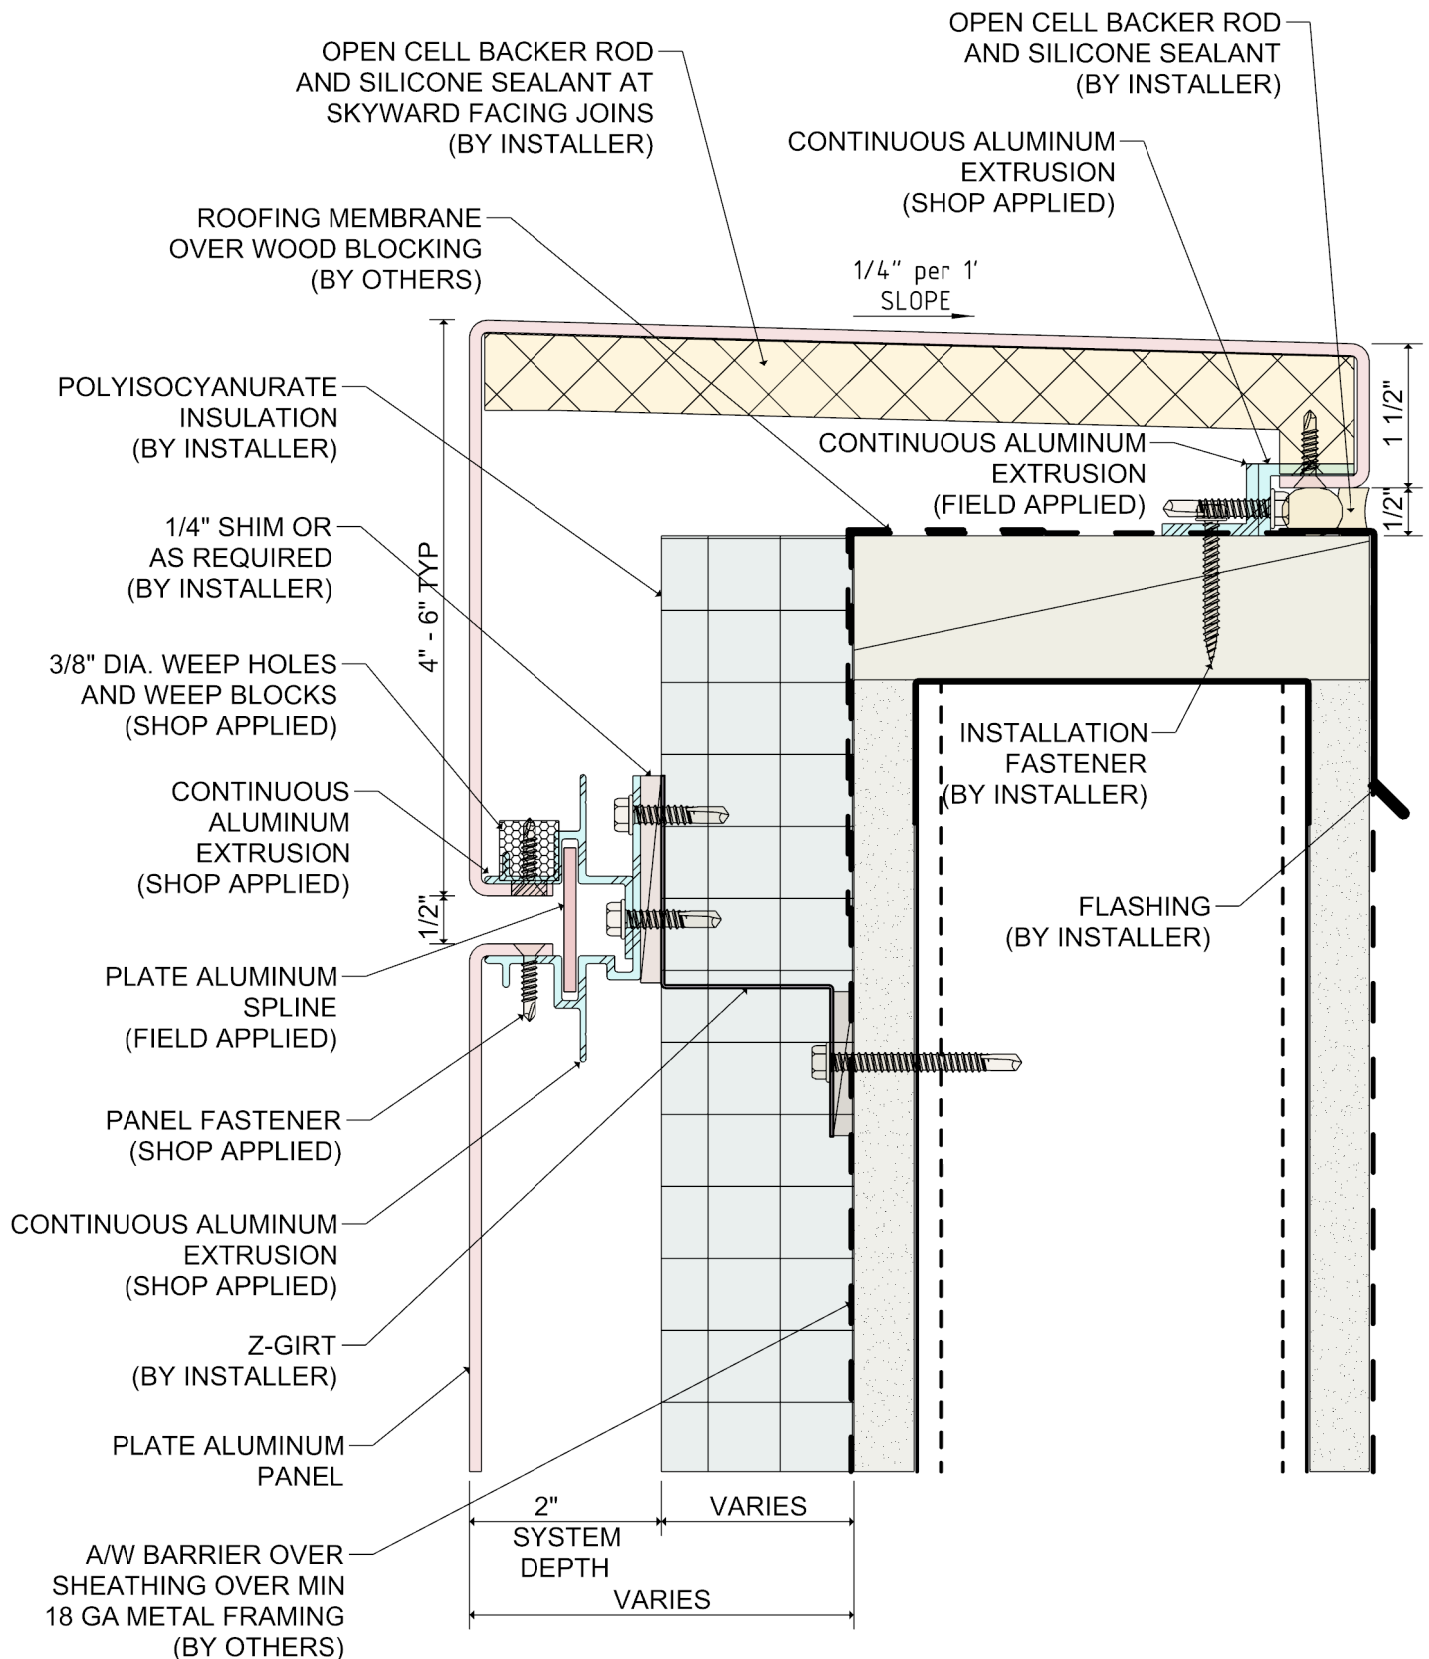 OPEN CELL BACKER ROD
AND SILICONE SEALANT
(BY INSTALLER)
OPEN CELL BACKER ROD
AND SILICONE SEALANT AT
SKYWARD FACING JOINS
(BY INSTALLER)
CONTINUOUS ALUMINUM
EXTRUSION
(SHOP APPLIED)
ROOFING MEMBRANE
OVER WOOD BLOCKING
(BY OTHERS)
1/4" per 1'
SLOPE
POLYISOCYANURATE
INSULATION
(BY INSTALLER)
1 1/2"
CONTINUOUS ALUMINUM
EXTRUSION
(FIELD APPLIED)
1/2"
1/4" SHIM OR
AS REQUIRED
(BY INSTALLER)
4" - 6" TYP
3/8" DIA. WEEP HOLES
AND WEEP BLOCKS
(SHOP APPLIED)
INSTALLATION
FASTENER
(BY INSTALLER)
CONTINUOUS
ALUMINUM
EXTRUSION
(SHOP APPLIED)
1/2"
FLASHING
(BY INSTALLER)
PLATE ALUMINUM
SPLINE
(FIELD APPLIED)
PANEL FASTENER
(SHOP APPLIED)
CONTINUOUS ALUMINUM
EXTRUSION
(SHOP APPLIED)
Z-GIRT
(BY INSTALLER)
PLATE ALUMINUM
PANEL
2"
SYSTEM
DEPTH
VARIES
VARIES
A/W BARRIER OVER
SHEATHING OVER MIN
18 GA METAL FRAMING
(BY OTHERS)